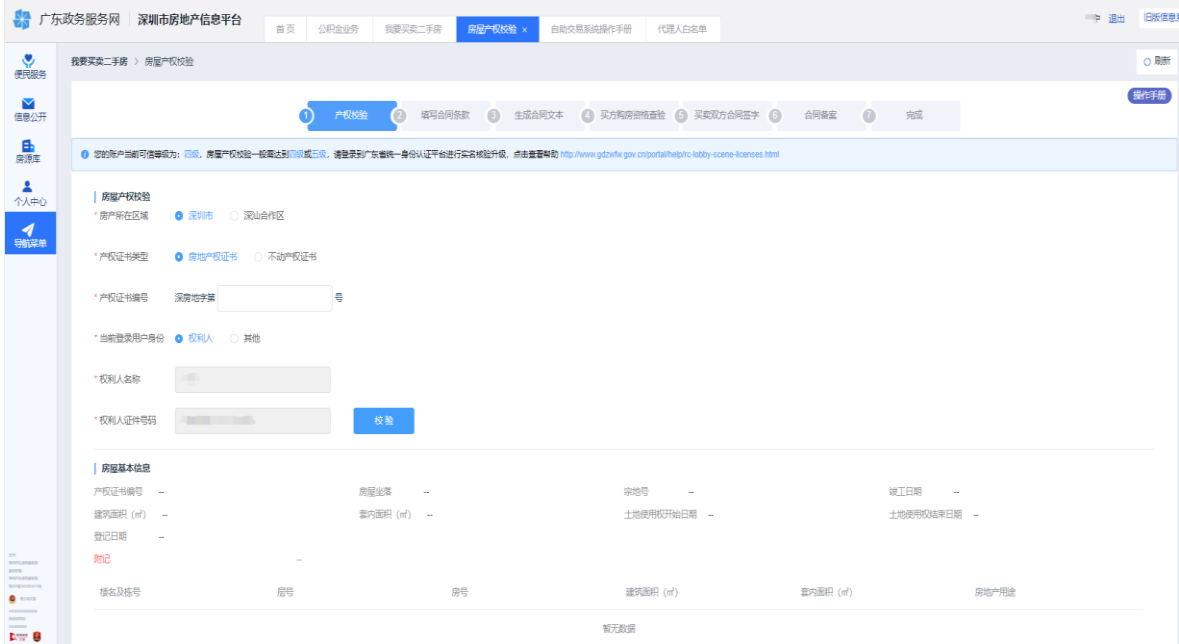 广东政务服务网 深圳市房地产信息平台
首页 公积金业务 我要买卖二手房 房屋产权校验 × 自助交易系统操作手册 代理人白名单
退出 旧版信息
便民服务
信息公开
房源库
个人中心
导航菜单
我要买卖二手房 > 房屋产权校验
刷新
操作手册
1 产权校验 2 填写合同条款 3 生成合同文本 4 买方购房资格查验 5 买卖双方合同签字 6 合同备案 7 完成
您的账户当前可信等级为:四级,房屋产权校验一般需达到四级或五级,请登录到广东省统一身份认证平台进行实名核验升级,点击查看帮助 http://www.gdzwfw.gov.cn/portal/help/rc-lobby-scene-licenses.html
房屋产权校验
* 房产所在区域 深圳市 深汕合作区
* 产权证书类型 房地产权证书 不动产权证书
* 产权证书编号 深房地字第 号
* 当前登录用户身份 权利人 其他
* 权利人名称
* 权利人证件号码 校验
房屋基本信息
产权证书编号 -- 房屋坐落 -- 宗地号 -- 竣工日期 --
建筑面积(㎡) -- 套内面积(㎡) -- 土地使用权开始日期 -- 土地使用权结束日期 --
登记日期 --
附记 --
楼名及栋号 层号 房号 建筑面积(㎡) 套内面积(㎡) 房地产用途
暂无数据